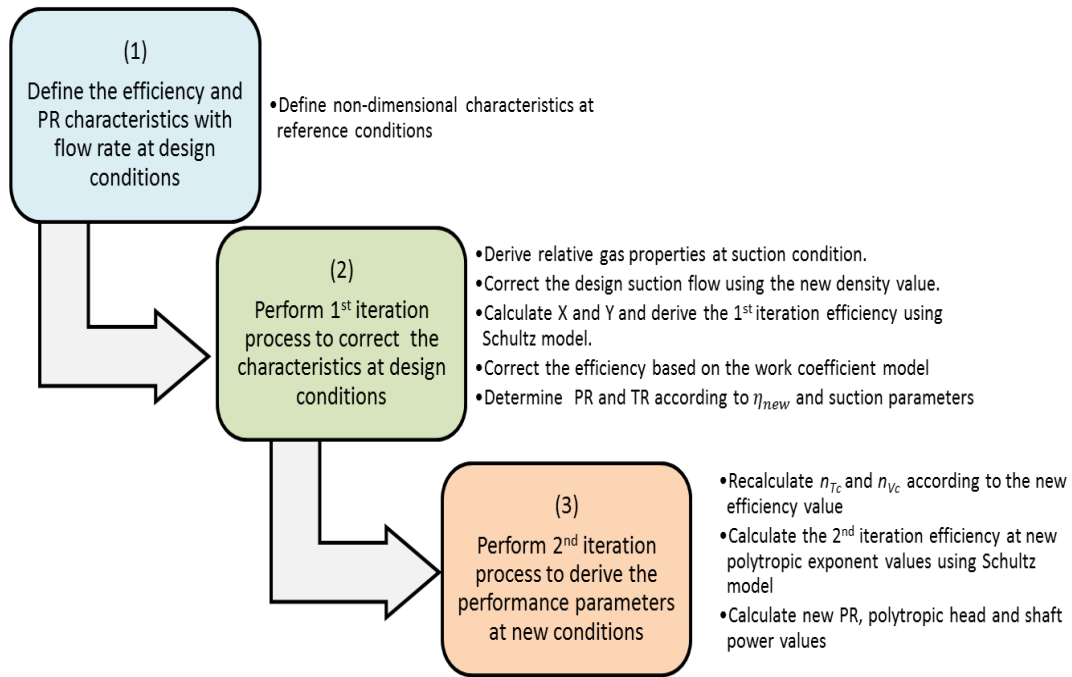 (1)
Define the efficiency and
PR characteristics with
flow rate at design
conditions
•Define non-dimensional characteristics at
reference conditions
(2)
Perform 1st iteration
process to correct the
characteristics at design
conditions
•Derive relative gas properties at suction condition.
•Correct the design suction flow using the new density value.
•Calculate X and Y and derive the 1st iteration efficiency using
Schultz model.
•Correct the efficiency based on the work coefficient model
•Determine PR and TR according to ηnew and suction parameters
(3)
Perform 2nd iteration
process to derive the
performance parameters
at new conditions
•Recalculate nTc and nVc according to the new
efficiency value
•Calculate the 2nd iteration efficiency at new
polytropic exponent values using Schultz
model
•Calculate new PR, polytropic head and shaft
power values